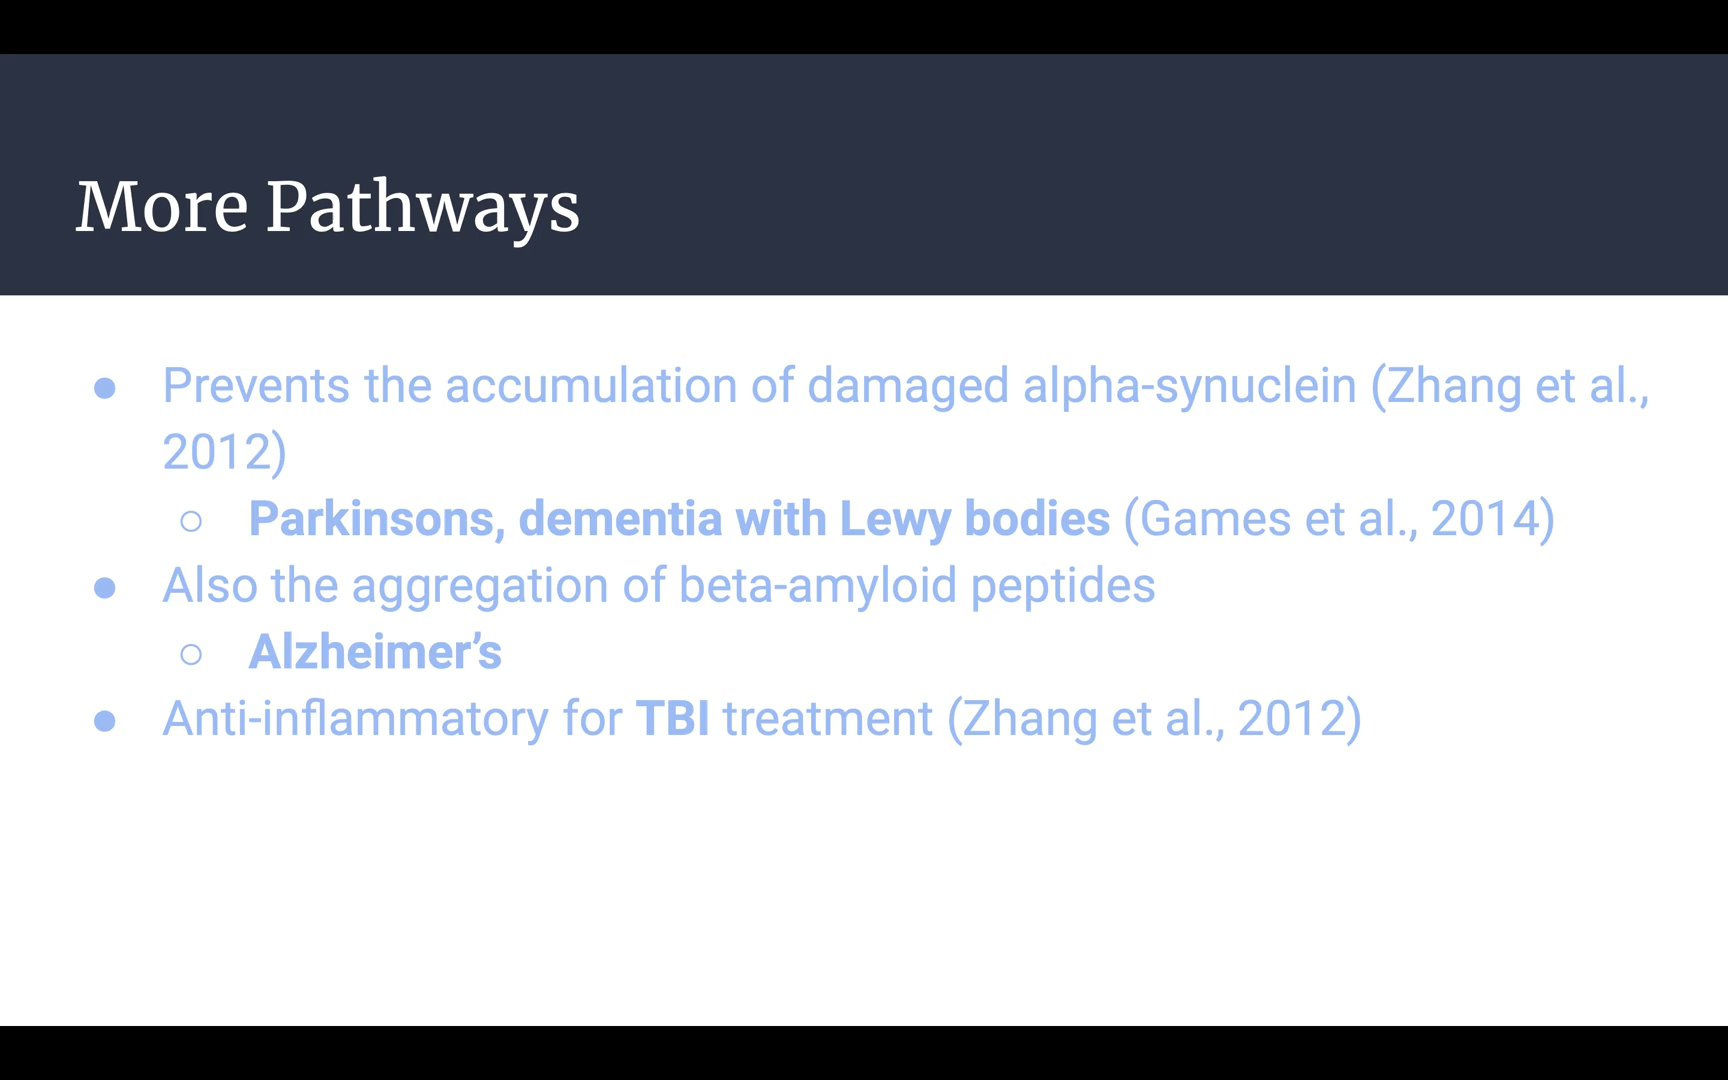 More Pathways
● Prevents the accumulation of damaged alpha-synuclein (Zhang et al.,
2012)
○ Parkinsons, dementia with Lewy bodies (Games et al., 2014)
● Also the aggregation of beta-amyloid peptides
○ Alzheimer’s
● Anti-inflammatory for TBI treatment (Zhang et al., 2012)